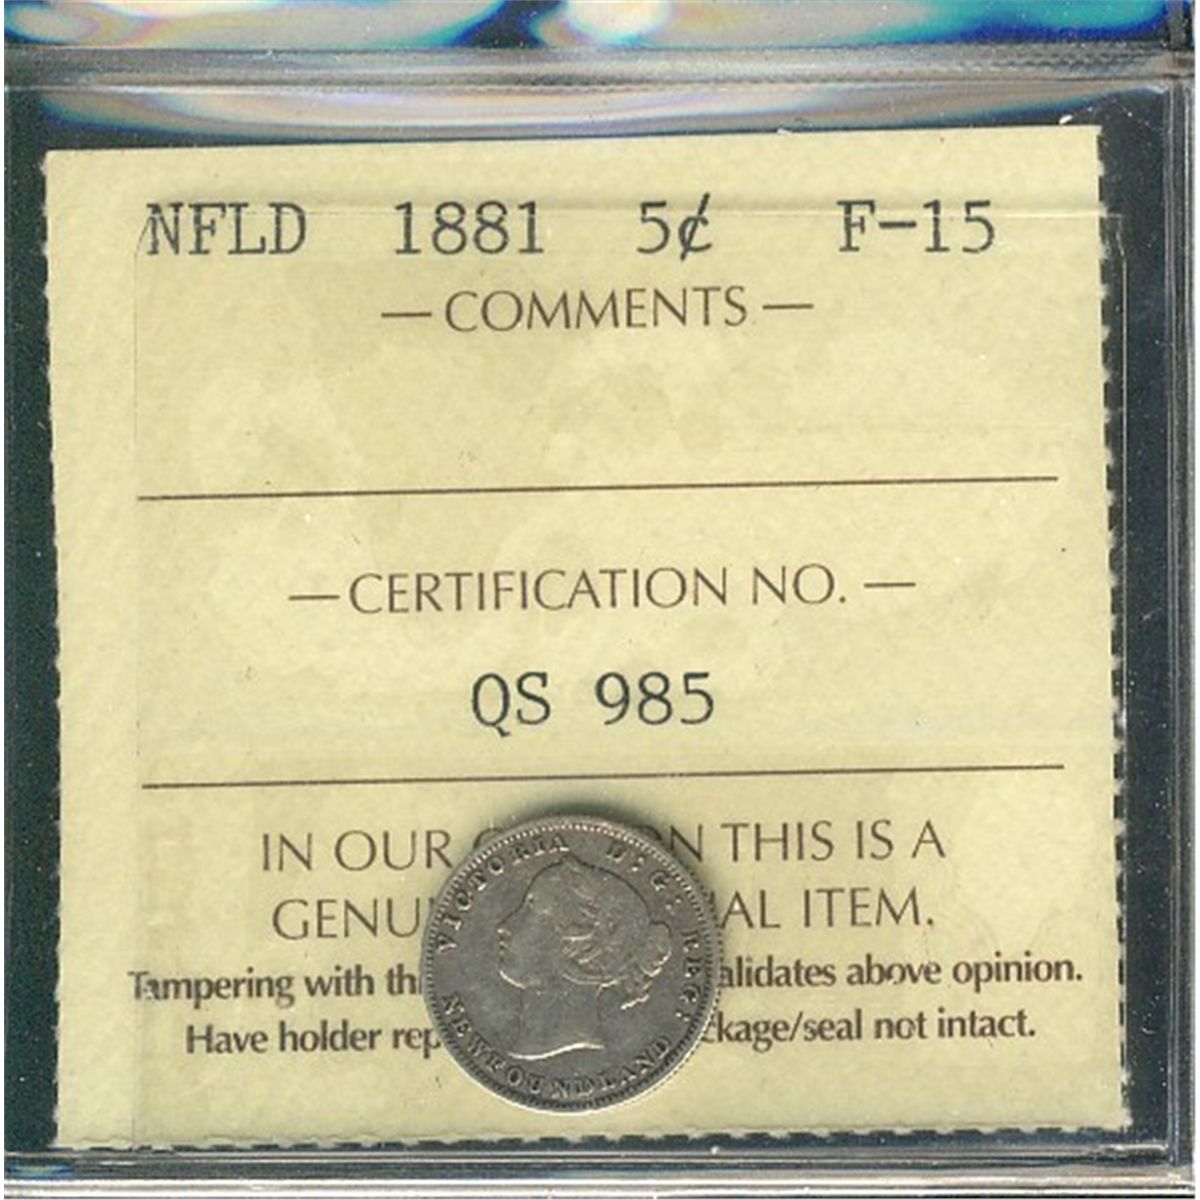 NFLD 1881 5¢ F-15
— COMMENTS —
— CERTIFICATION NO. —
QS 985
IN OUR ON THIS IS A
GENU AL ITEM.
Tampering with thi alidates above opinion.
Have holder rep ckage/seal not intact.
VICTORIA D:G: REG:
NEWFOUNDLAND